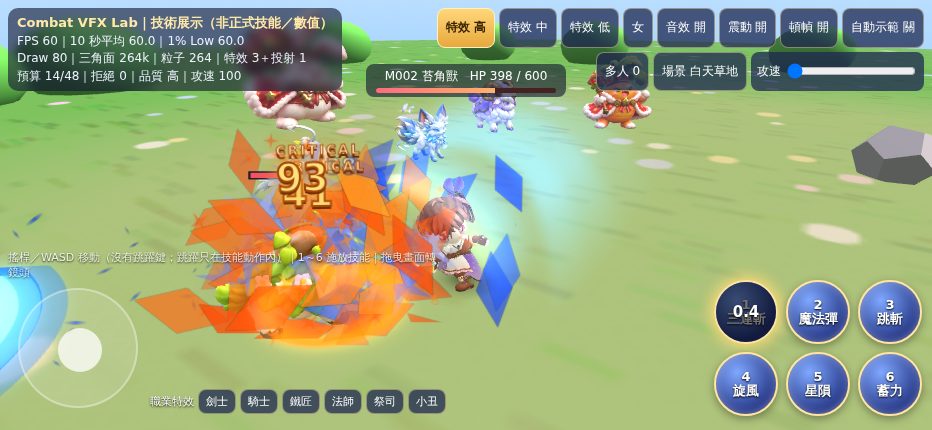 Combat VFX Lab｜技術展示（非正式技能／數值）
FPS 60｜10 秒平均 60.0｜1% Low 60.0
Draw 80｜三角面 264k｜粒子 264｜特效 3＋投射 1
預算 14/48｜拒絕 0｜品質 高｜攻速 100
特效 高
特效 中
特效 低
女
音效 開
震動 開
頓幀 開
自動示範 關
多人 0
場景 白天草地
攻速
M002 苔角獸 HP 398 / 600
CRITICAL
93
41
搖桿／WASD 移動（沒有跳躍鍵；跳躍只在技能動作內）｜1～6 施放技能｜拖曳畫面轉
鏡頭
1
三連斬
0.4
2
魔法彈
3
跳斬
4
旋風
5
星隕
6
蓄力
職業特效
劍士
騎士
鐵匠
法師
祭司
小丑